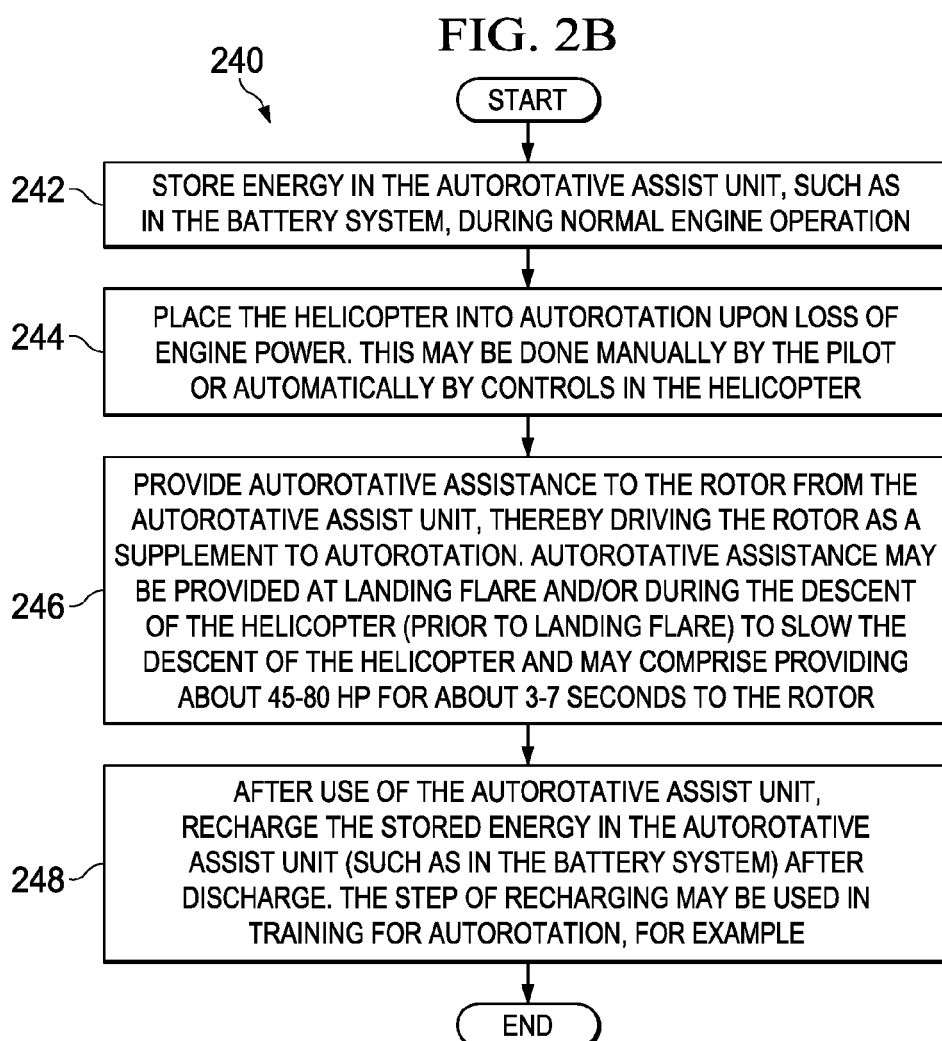 FIG. 2B
240
START
242
STORE ENERGY IN THE AUTOROTATIVE ASSIST UNIT, SUCH AS
IN THE BATTERY SYSTEM, DURING NORMAL ENGINE OPERATION
244
PLACE THE HELICOPTER INTO AUTOROTATION UPON LOSS OF
ENGINE POWER. THIS MAY BE DONE MANUALLY BY THE PILOT
OR AUTOMATICALLY BY CONTROLS IN THE HELICOPTER
246
PROVIDE AUTOROTATIVE ASSISTANCE TO THE ROTOR FROM THE
AUTOROTATIVE ASSIST UNIT, THEREBY DRIVING THE ROTOR AS A
SUPPLEMENT TO AUTOROTATION. AUTOROTATIVE ASSISTANCE MAY
BE PROVIDED AT LANDING FLARE AND/OR DURING THE DESCENT
OF THE HELICOPTER (PRIOR TO LANDING FLARE) TO SLOW THE
DESCENT OF THE HELICOPTER AND MAY COMPRISE PROVIDING
ABOUT 45-80 HP FOR ABOUT 3-7 SECONDS TO THE ROTOR
248
AFTER USE OF THE AUTOROTATIVE ASSIST UNIT,
RECHARGE THE STORED ENERGY IN THE AUTOROTATIVE
ASSIST UNIT (SUCH AS IN THE BATTERY SYSTEM) AFTER
DISCHARGE. THE STEP OF RECHARGING MAY BE USED IN
TRAINING FOR AUTOROTATION, FOR EXAMPLE
END